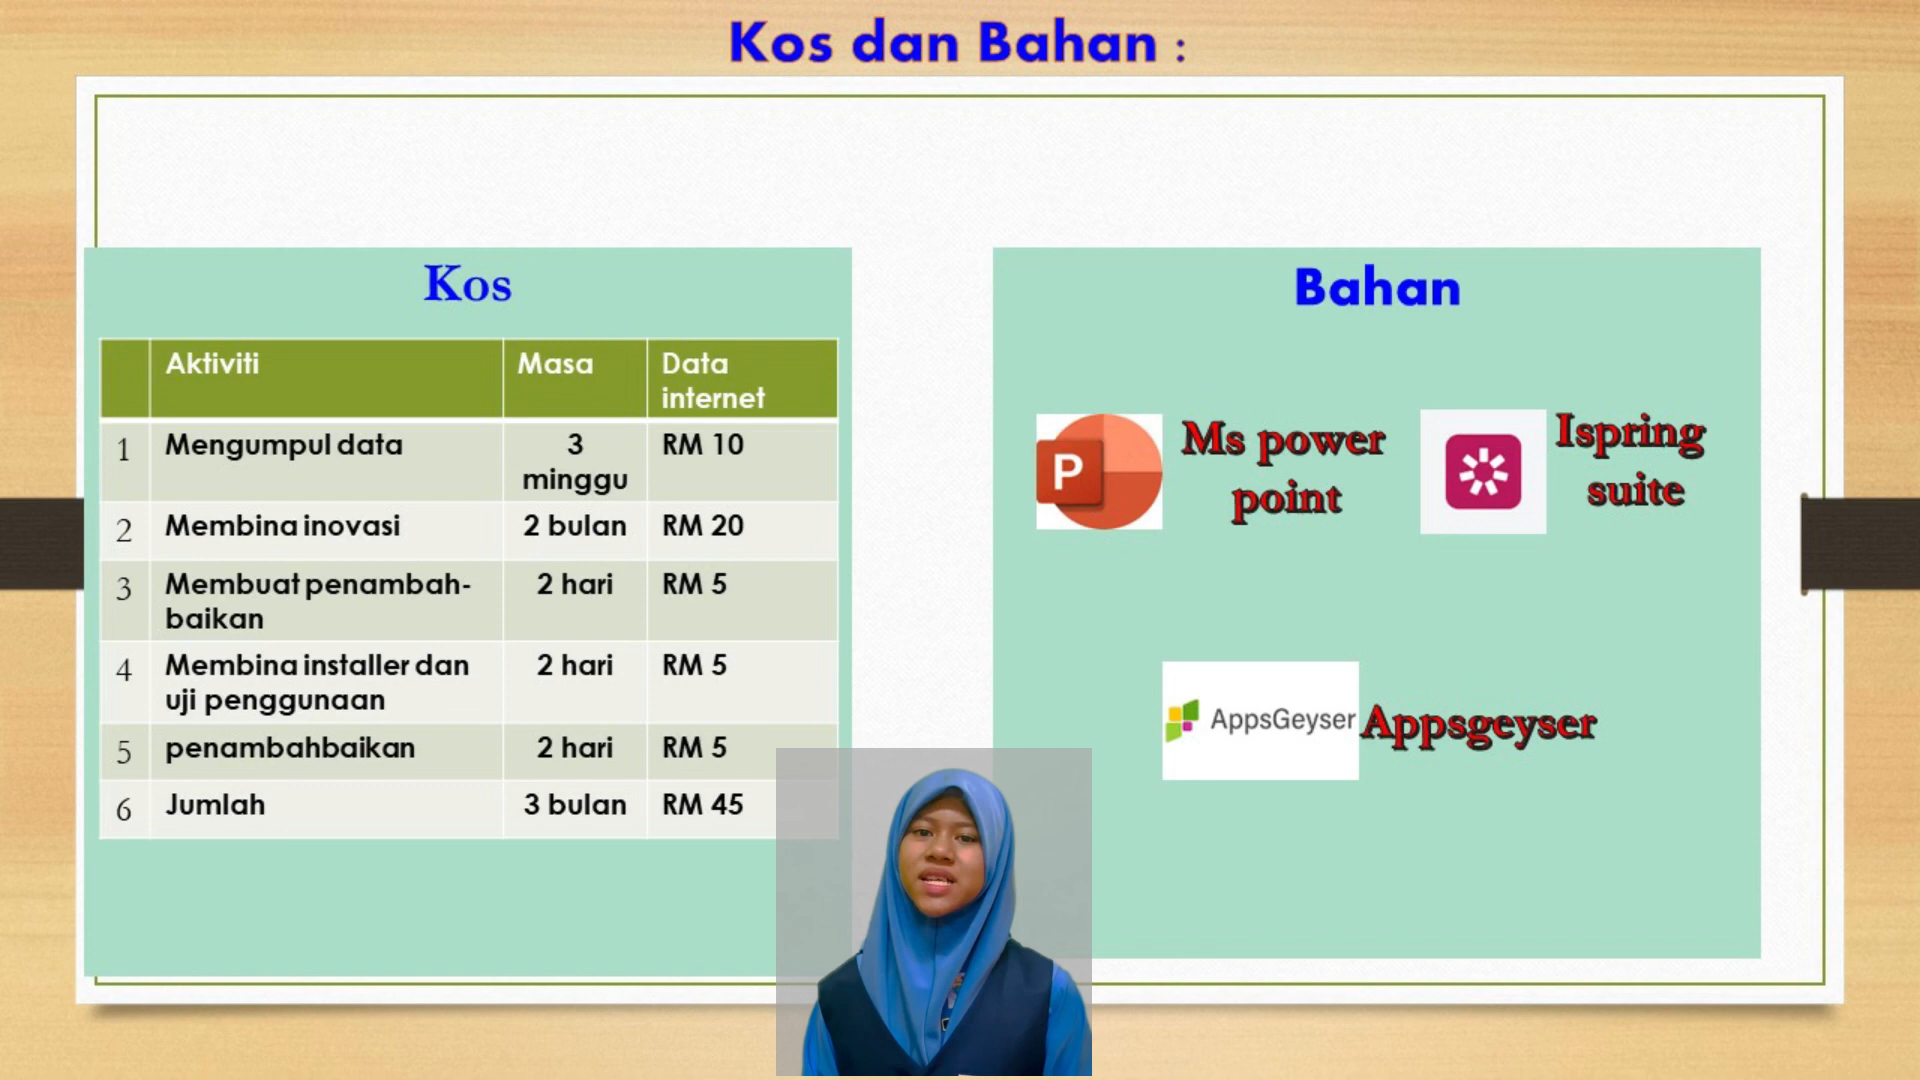 Kos dan Bahan :
Kos
Aktiviti Masa Data
internet
1 Mengumpul data 3
minggu RM 10
2 Membina inovasi 2 bulan RM 20
3 Membuat penambah-
baikan 2 hari RM 5
4 Membina installer dan
uji penggunaan 2 hari RM 5
5 penambahbaikan 2 hari RM 5
6 Jumlah 3 bulan RM 45
Bahan
P
Ms power
point
Ispring
suite
AppsGeyser
Appsgeyser